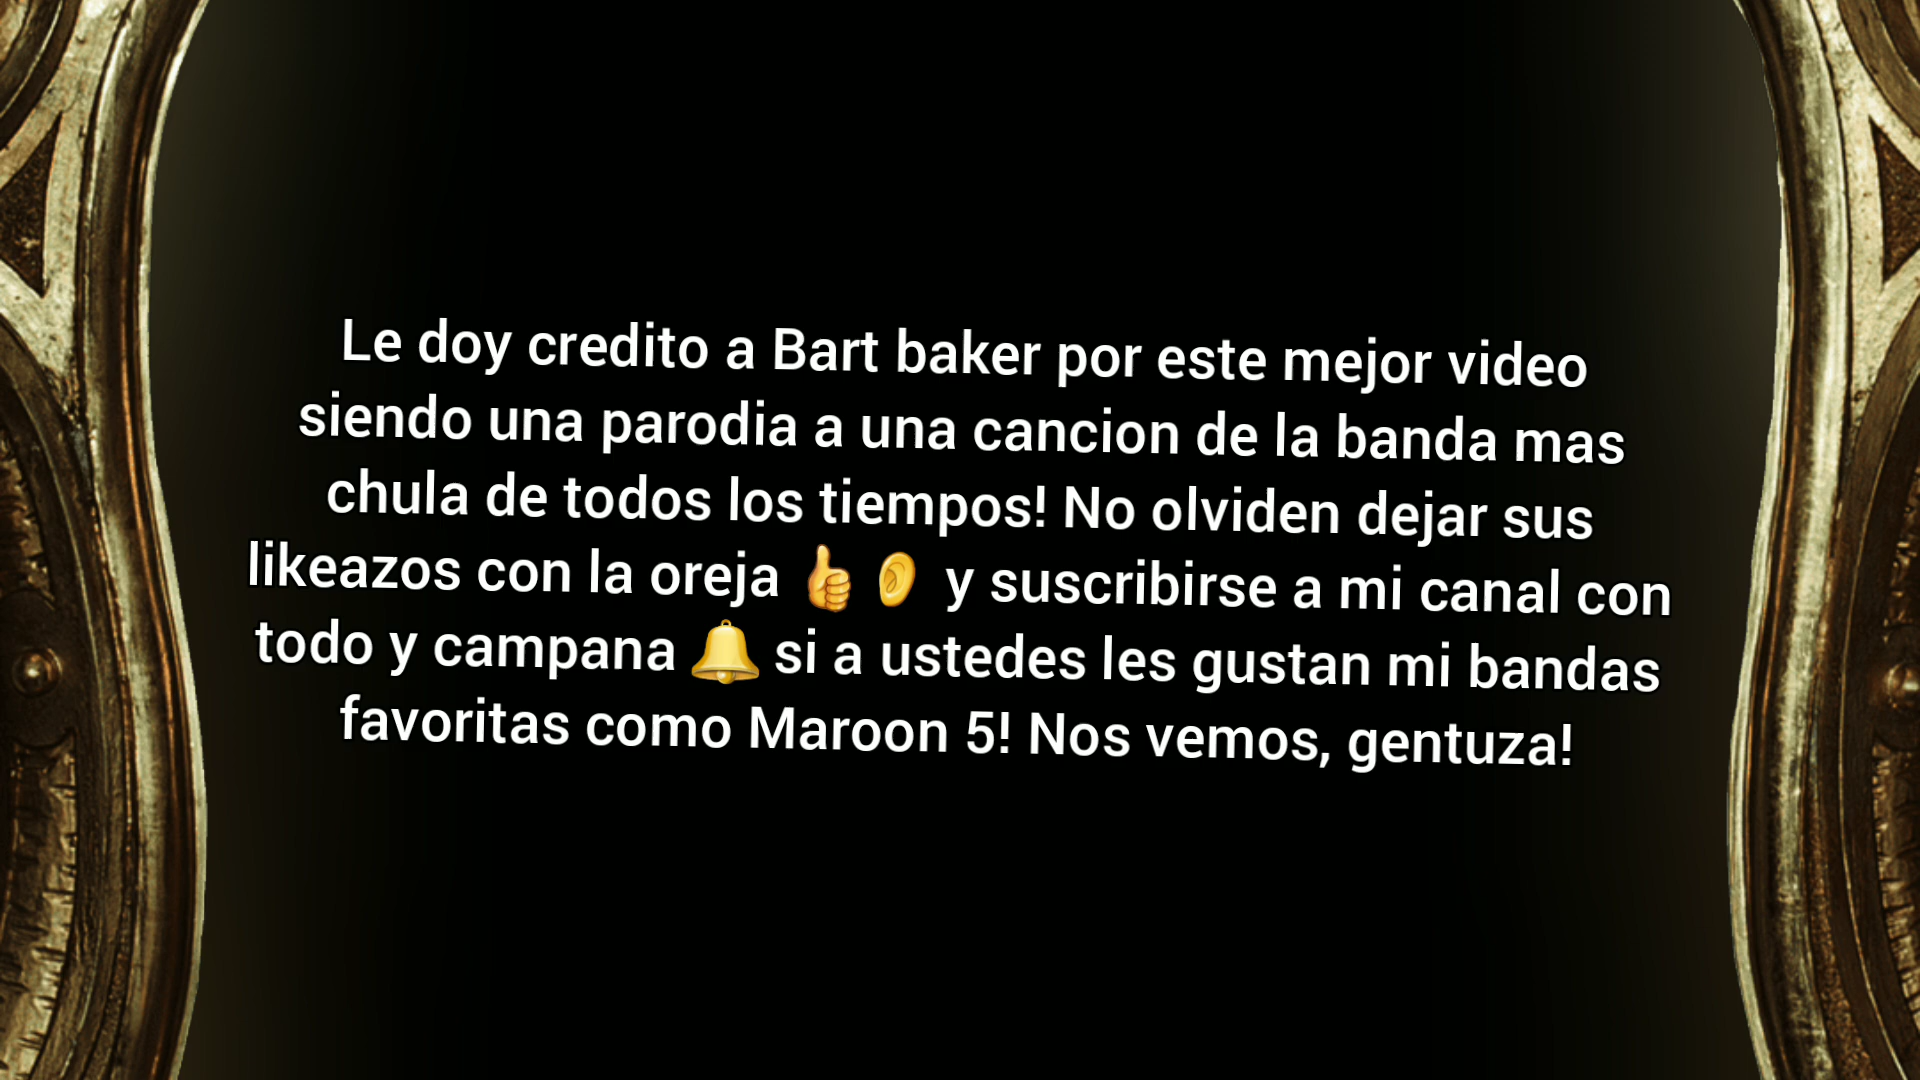 Le doy credito a Bart baker por este mejor video
siendo una parodia a una cancion de la banda mas
chula de todos los tiempos! No olviden dejar sus
likeazos con la oreja 👍👂 y suscribirse a mi canal con
todo y campana 🔔 si a ustedes les gustan mi bandas
favoritas como Maroon 5! Nos vemos, gentuza!